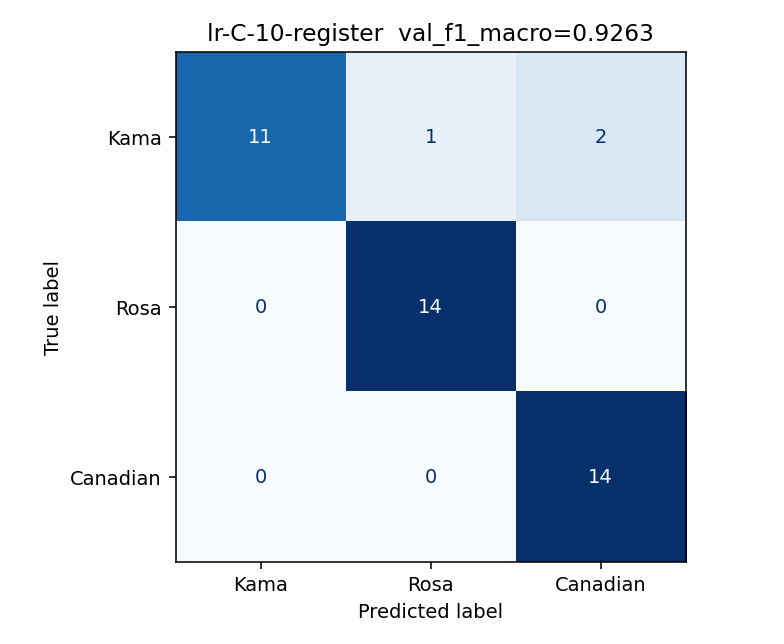 lr-C-10-register  val_f1_macro=0.9263
Kama 11 1 2
Rosa 0 14 0
Canadian 0 0 14
Kama Rosa Canadian
Predicted label
True label